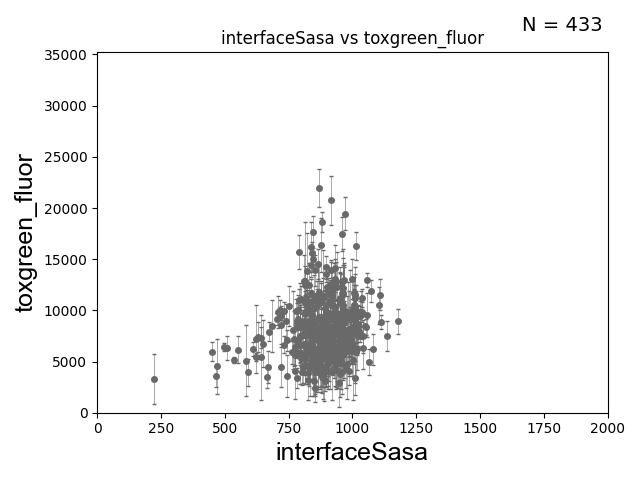 N = 433
interfaceSasa vs toxgreen_fluor
35000
30000
25000
20000
15000
10000
5000
0
toxgreen_fluor
0 250 500 750 1000 1250 1500 1750 2000
interfaceSasa